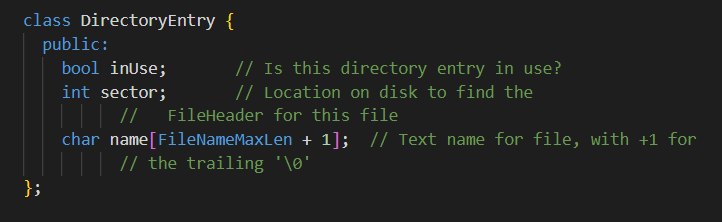 class DirectoryEntry {
  public:
    bool inUse;       // Is this directory entry in use?
    int sector;       // Location on disk to find the
          //   FileHeader for this file
    char name[FileNameMaxLen + 1];  // Text name for file, with +1 for
          // the trailing '\0'
};